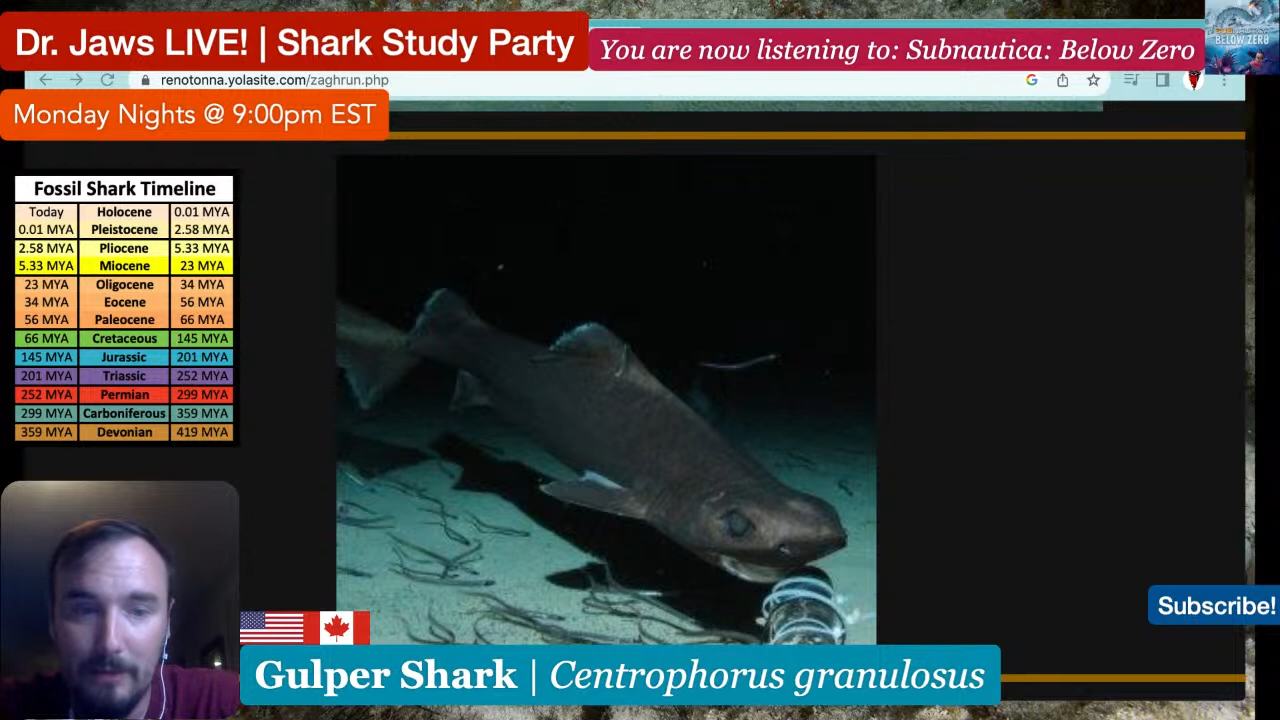 Dr. Jaws LIVE! | Shark Study Party
You are now listening to: Subnautica: Below Zero
BELOW ZERO
renotonna.yolasite.com/zaghrun.php
Monday Nights @ 9:00pm EST
Fossil Shark Timeline
Today Holocene 0.01 MYA
0.01 MYA Pleistocene 2.58 MYA
2.58 MYA Pliocene 5.33 MYA
5.33 MYA Miocene 23 MYA
23 MYA Oligocene 34 MYA
34 MYA Eocene 56 MYA
56 MYA Paleocene 66 MYA
66 MYA Cretaceous 145 MYA
145 MYA Jurassic 201 MYA
201 MYA Triassic 252 MYA
252 MYA Permian 299 MYA
299 MYA Carboniferous 359 MYA
359 MYA Devonian 419 MYA
Subscribe!
Gulper Shark | Centrophorus granulosus